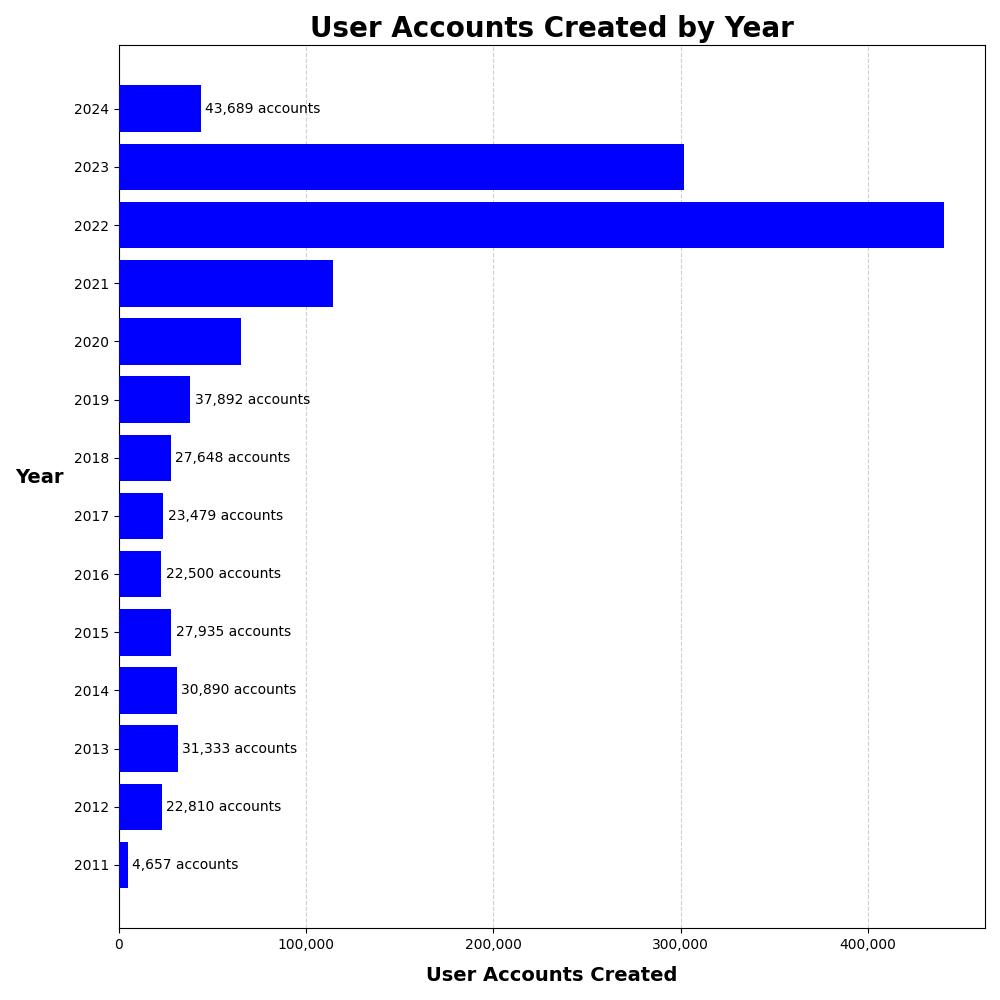 User Accounts Created by Year
2024
43,689 accounts
2023
2022
2021
2020
2019
37,892 accounts
2018
27,648 accounts
Year
2017
23,479 accounts
2016
22,500 accounts
2015
27,935 accounts
2014
30,890 accounts
2013
31,333 accounts
2012
22,810 accounts
2011
4,657 accounts
0
100,000
200,000
300,000
400,000
User Accounts Created